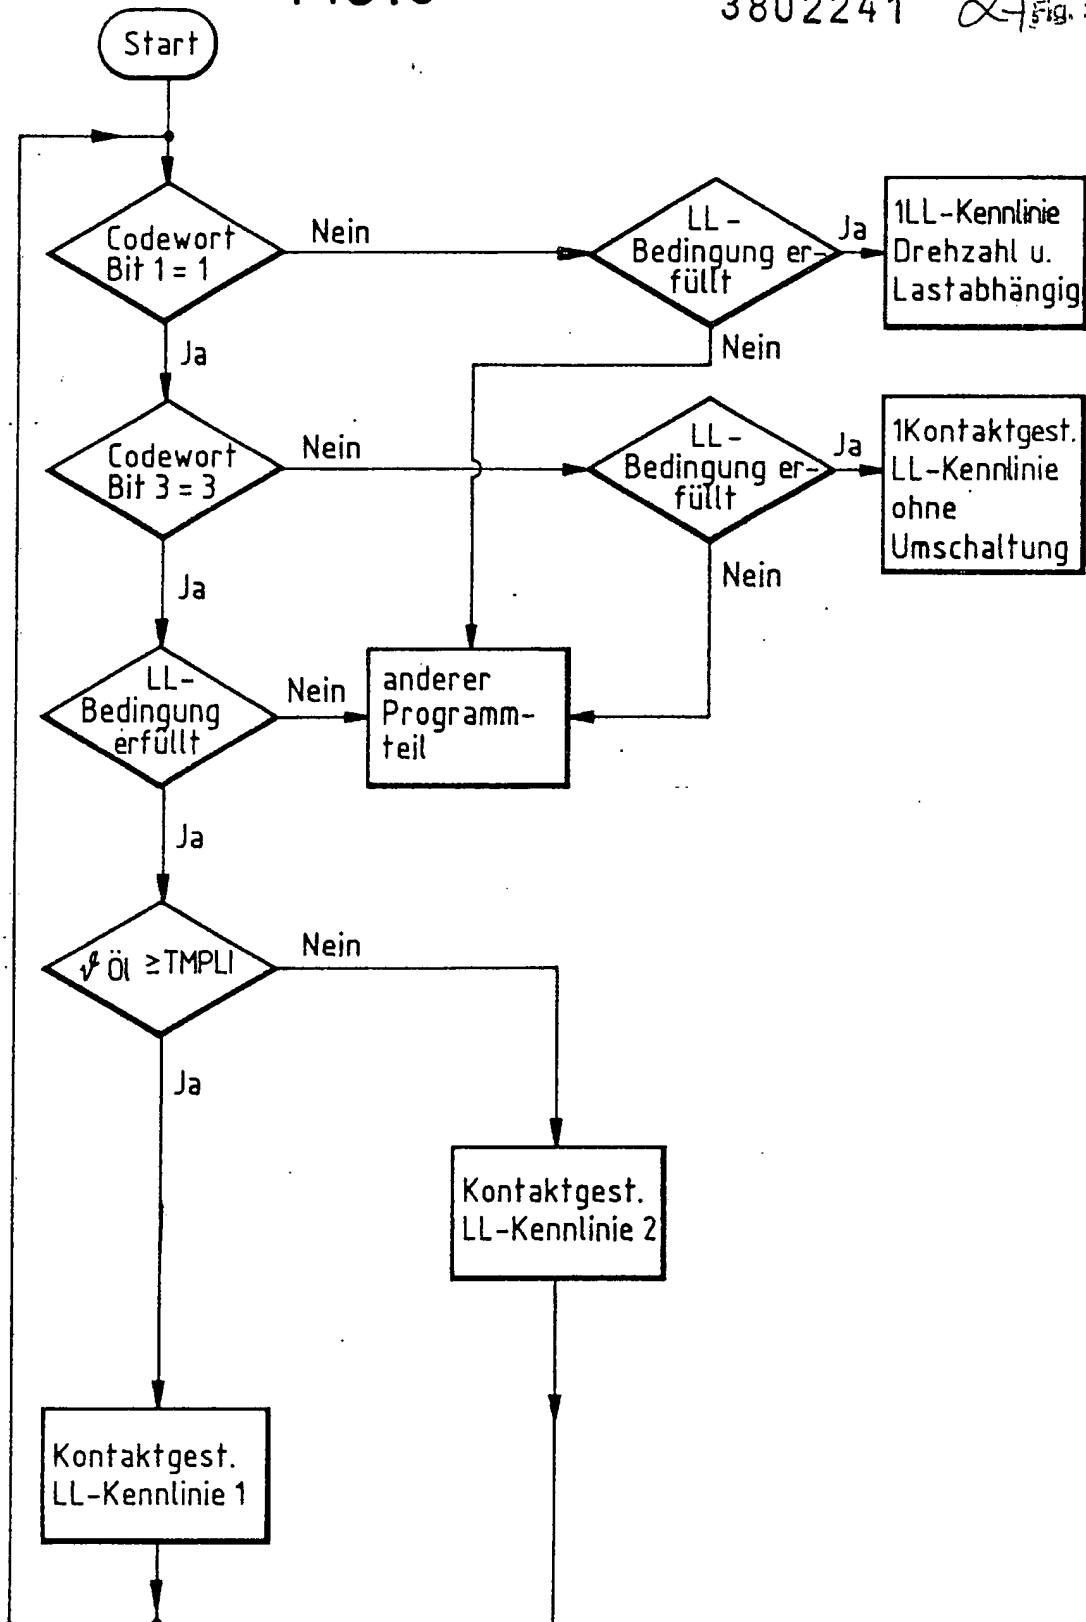 3802241
Fig.
Start
Codewort
Bit 1 = 1
Nein
LL-
Bedingung er-
füllt
Ja
1LL-Kennlinie
Drehzahl u.
Lastabhängig
Ja
Nein
Codewort
Bit 3 = 3
Nein
LL-
Bedingung er-
füllt
Ja
1Kontaktgest.
LL-Kennlinie
ohne
Umschaltung
Ja
Nein
LL-
Bedingung
erfüllt
Nein
anderer
Programm-
teil
Ja
ϑ Öl ≥ TMPLI
Nein
Ja
Kontaktgest.
LL-Kennlinie 2
Kontaktgest.
LL-Kennlinie 1